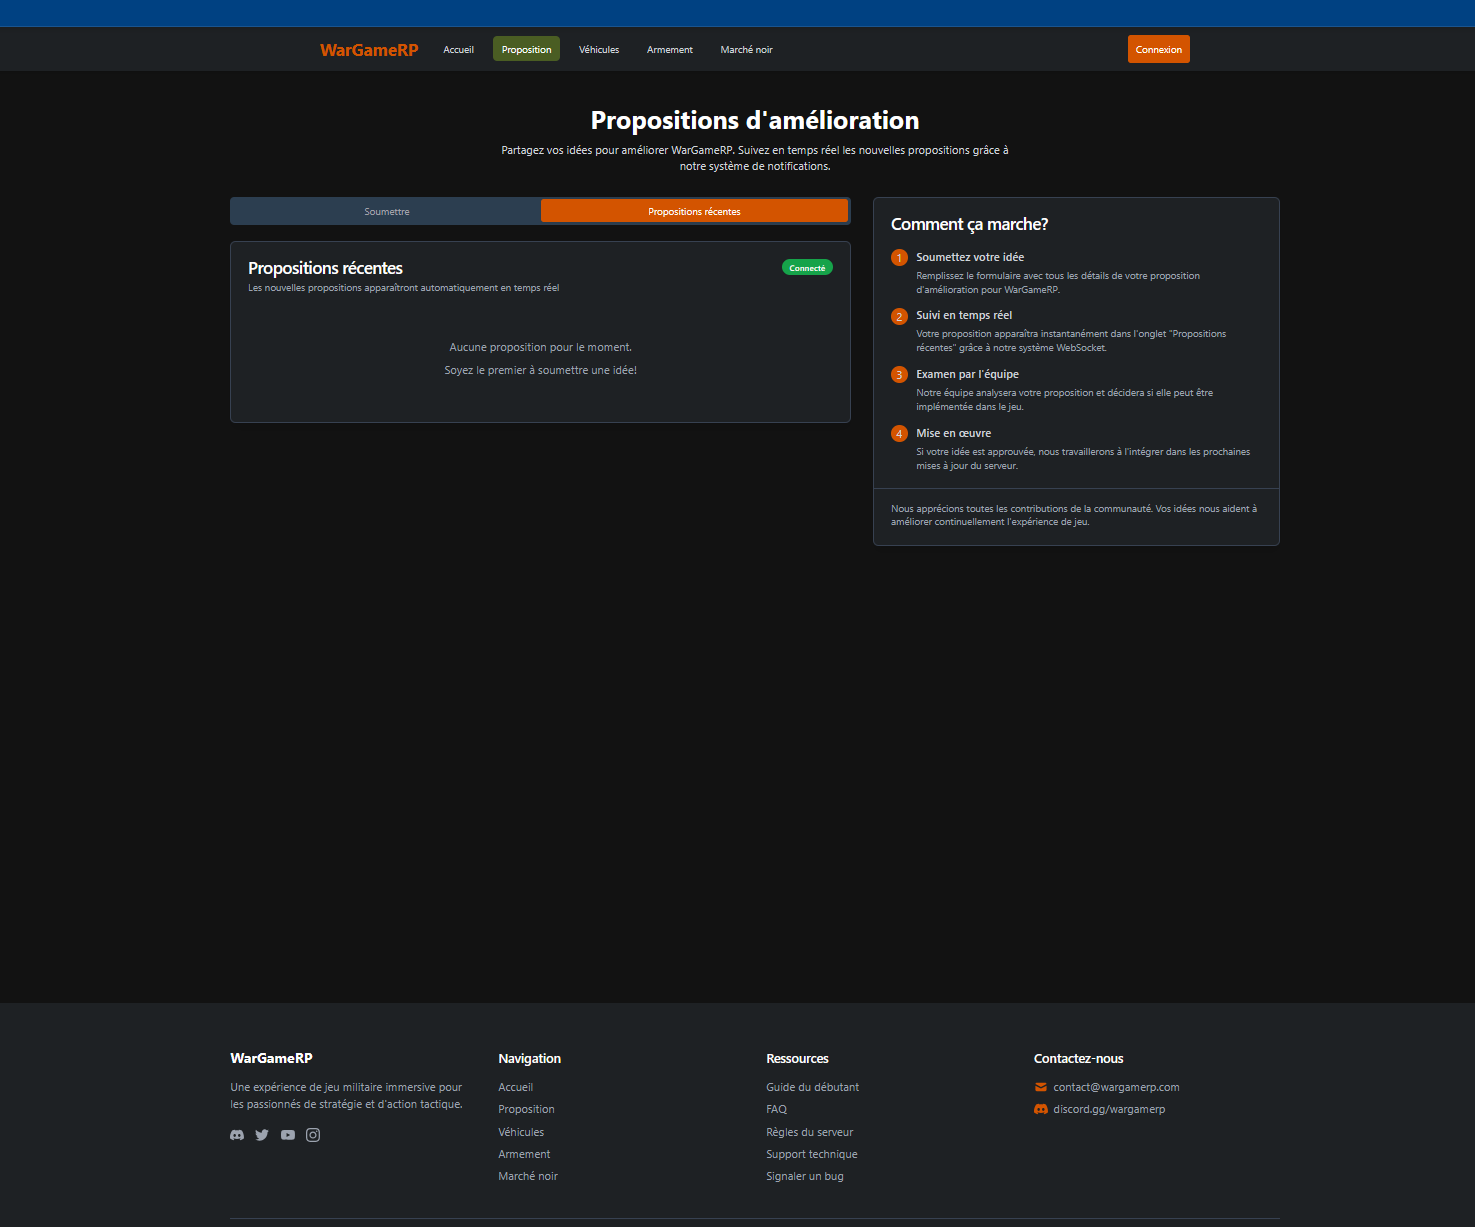 WarGameRP
Accueil
Proposition
Véhicules
Armement
Marché noir
Connexion
Propositions d'amélioration
Partagez vos idées pour améliorer WarGameRP. Suivez en temps réel les nouvelles propositions grâce à
notre système de notifications.
Soumettre
Propositions récentes
Propositions récentes
Connecté
Les nouvelles propositions apparaîtront automatiquement en temps réel
Aucune proposition pour le moment.
Soyez le premier à soumettre une idée!
Comment ça marche?
1 Soumettez votre idée
Remplissez le formulaire avec tous les détails de votre proposition
d'amélioration pour WarGameRP.
2 Suivi en temps réel
Votre proposition apparaîtra instantanément dans l'onglet "Propositions
récentes" grâce à notre système WebSocket.
3 Examen par l'équipe
Notre équipe analysera votre proposition et décidera si elle peut être
implémentée dans le jeu.
4 Mise en œuvre
Si votre idée est approuvée, nous travaillerons à l'intégrer dans les prochaines
mises à jour du serveur.
Nous apprécions toutes les contributions de la communauté. Vos idées nous aident à
améliorer continuellement l'expérience de jeu.
WarGameRP
Une expérience de jeu militaire immersive pour
les passionnés de stratégie et d'action tactique.
Navigation
Accueil
Proposition
Véhicules
Armement
Marché noir
Ressources
Guide du débutant
FAQ
Règles du serveur
Support technique
Signaler un bug
Contactez-nous
contact@wargamerp.com
discord.gg/wargamerp